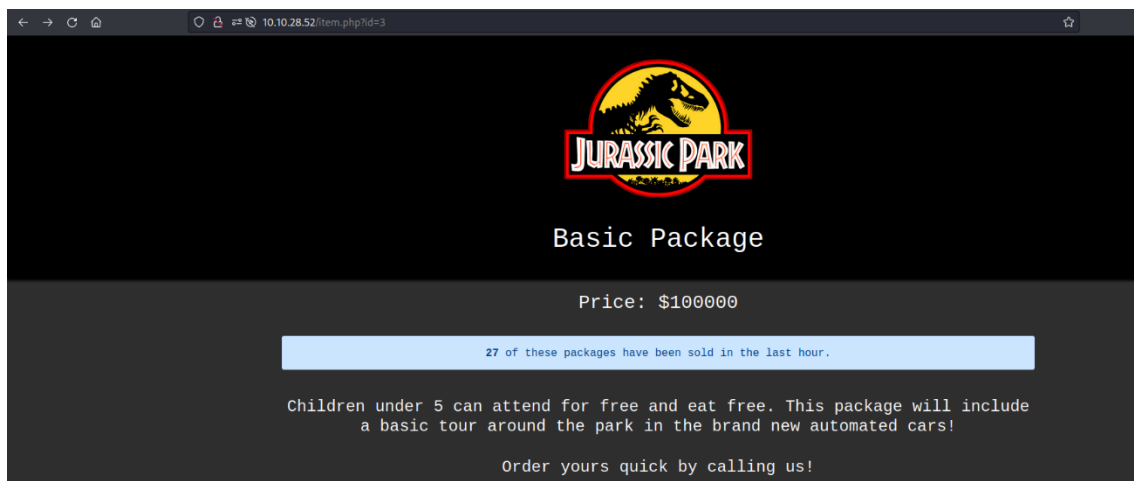 10.10.28.52/item.php?id=3
JURASSIC PARK
Basic Package
Price: $100000
27 of these packages have been sold in the last hour.
Children under 5 can attend for free and eat free. This package will include
a basic tour around the park in the brand new automated cars!
Order yours quick by calling us!